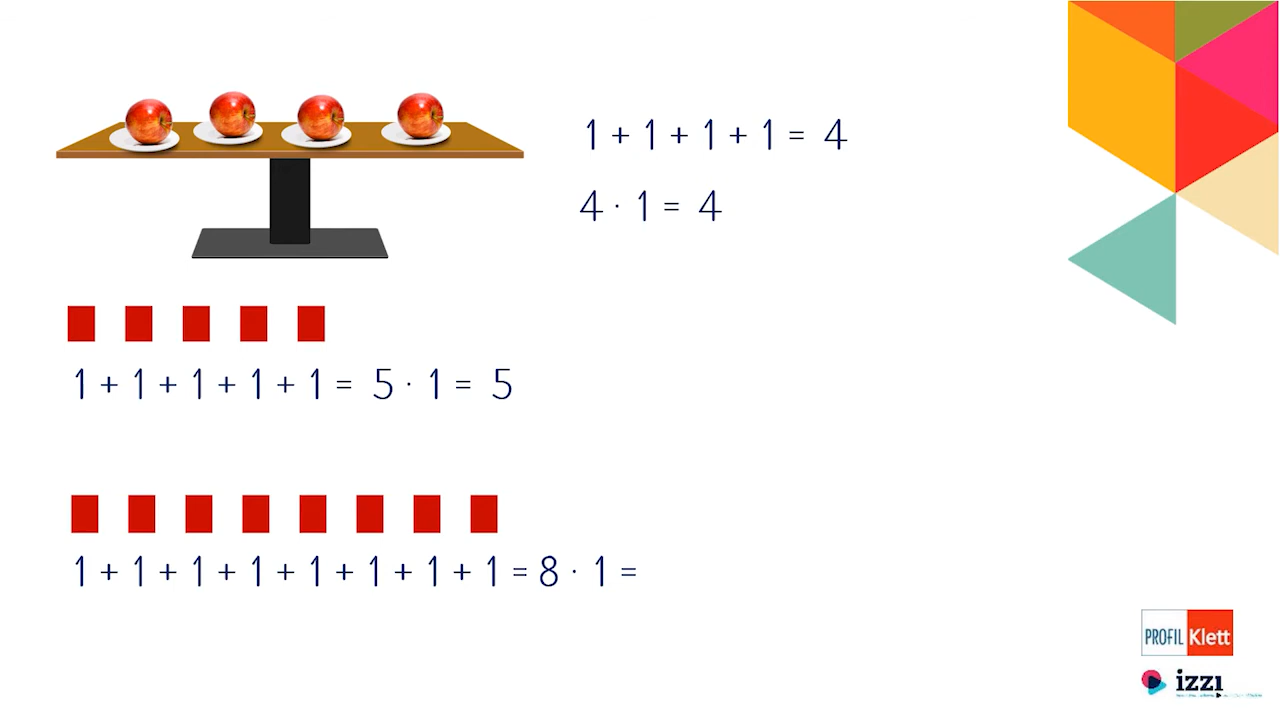 1 + 1 + 1 + 1 = 4
4 · 1 = 4
1 + 1 + 1 + 1 + 1 = 5 · 1 = 5
1 + 1 + 1 + 1 + 1 + 1 + 1 + 1 = 8 · 1 =
PROFIL Klett
izzi